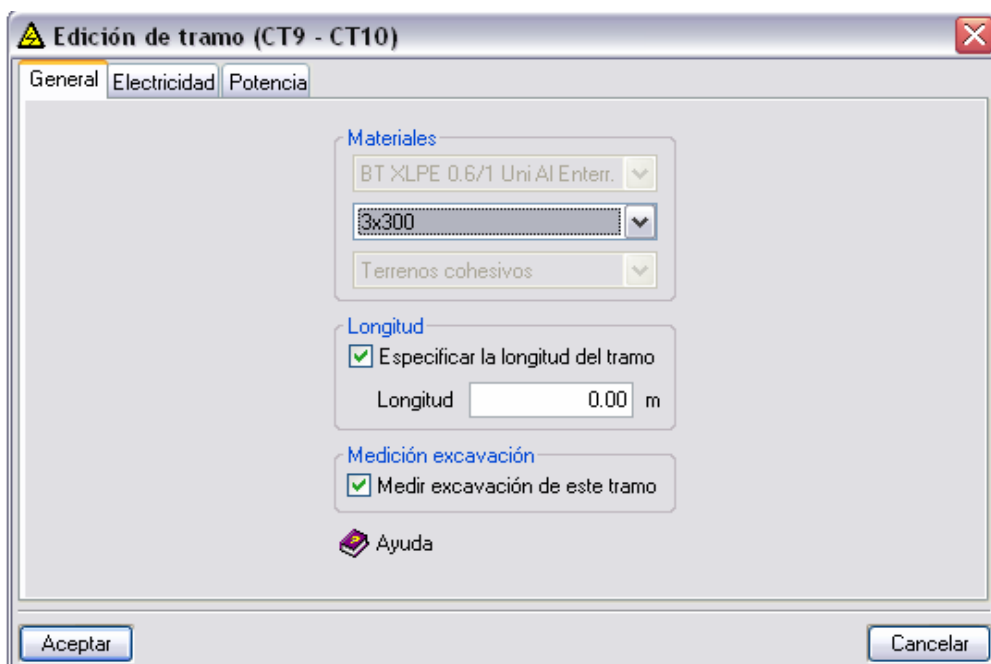 Edición de tramo (CT9 - CT10)
General Electricidad Potencia
Materiales
BT XLPE 0.6/1 Uni Al Enterr.
3x300
Terrenos cohesivos
Longitud
Especificar la longitud del tramo
Longitud 0.00 m
Medición excavación
Medir excavación de este tramo
Ayuda
Aceptar Cancelar